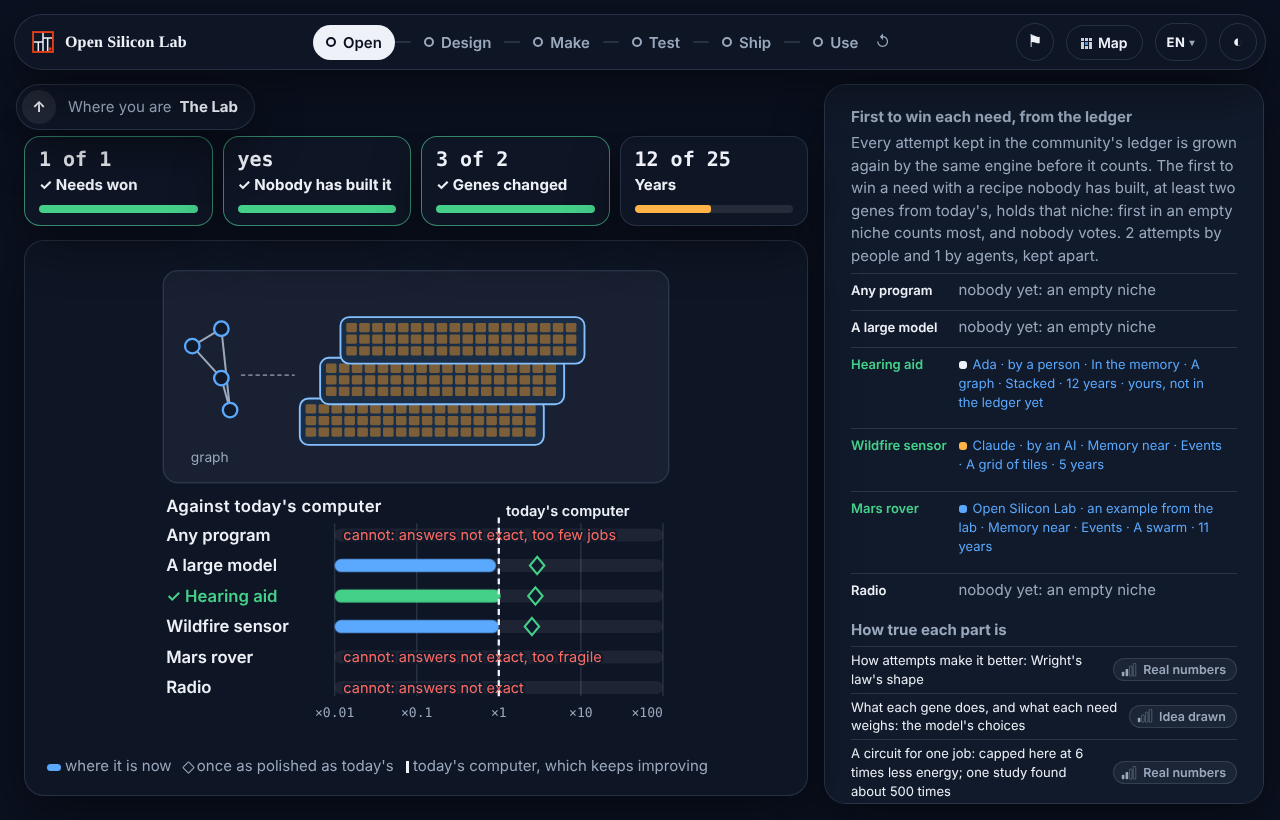 Open Silicon Lab
Open
Design
Make
Test
Ship
Use
Map
EN
Where you are The Lab
1 of 1
✓ Needs won
yes
✓ Nobody has built it
3 of 2
✓ Genes changed
12 of 25
Years
graph
Against today's computer
today's computer
Any program
cannot: answers not exact, too few jobs
A large model
✓ Hearing aid
Wildfire sensor
Mars rover
cannot: answers not exact, too fragile
Radio
cannot: answers not exact
×0.01
×0.1
×1
×10
×100
where it is now
once as polished as today's
today's computer, which keeps improving
First to win each need, from the ledger
Every attempt kept in the community's ledger is grown
again by the same engine before it counts. The first to
win a need with a recipe nobody has built, at least two
genes from today's, holds that niche: first in an empty
niche counts most, and nobody votes. 2 attempts by
people and 1 by agents, kept apart.
Any program
nobody yet: an empty niche
A large model
nobody yet: an empty niche
Hearing aid
Ada · by a person · In the memory · A
graph · Stacked · 12 years · yours, not in
the ledger yet
Wildfire sensor
Claude · by an AI · Memory near · Events
· A grid of tiles · 5 years
Mars rover
Open Silicon Lab · an example from the
lab · Memory near · Events · A swarm · 11
years
Radio
nobody yet: an empty niche
How true each part is
How attempts make it better: Wright's
law's shape
Real numbers
What each gene does, and what each need
weighs: the model's choices
Idea drawn
A circuit for one job: capped here at 6
times less energy; one study found
about 500 times
Real numbers